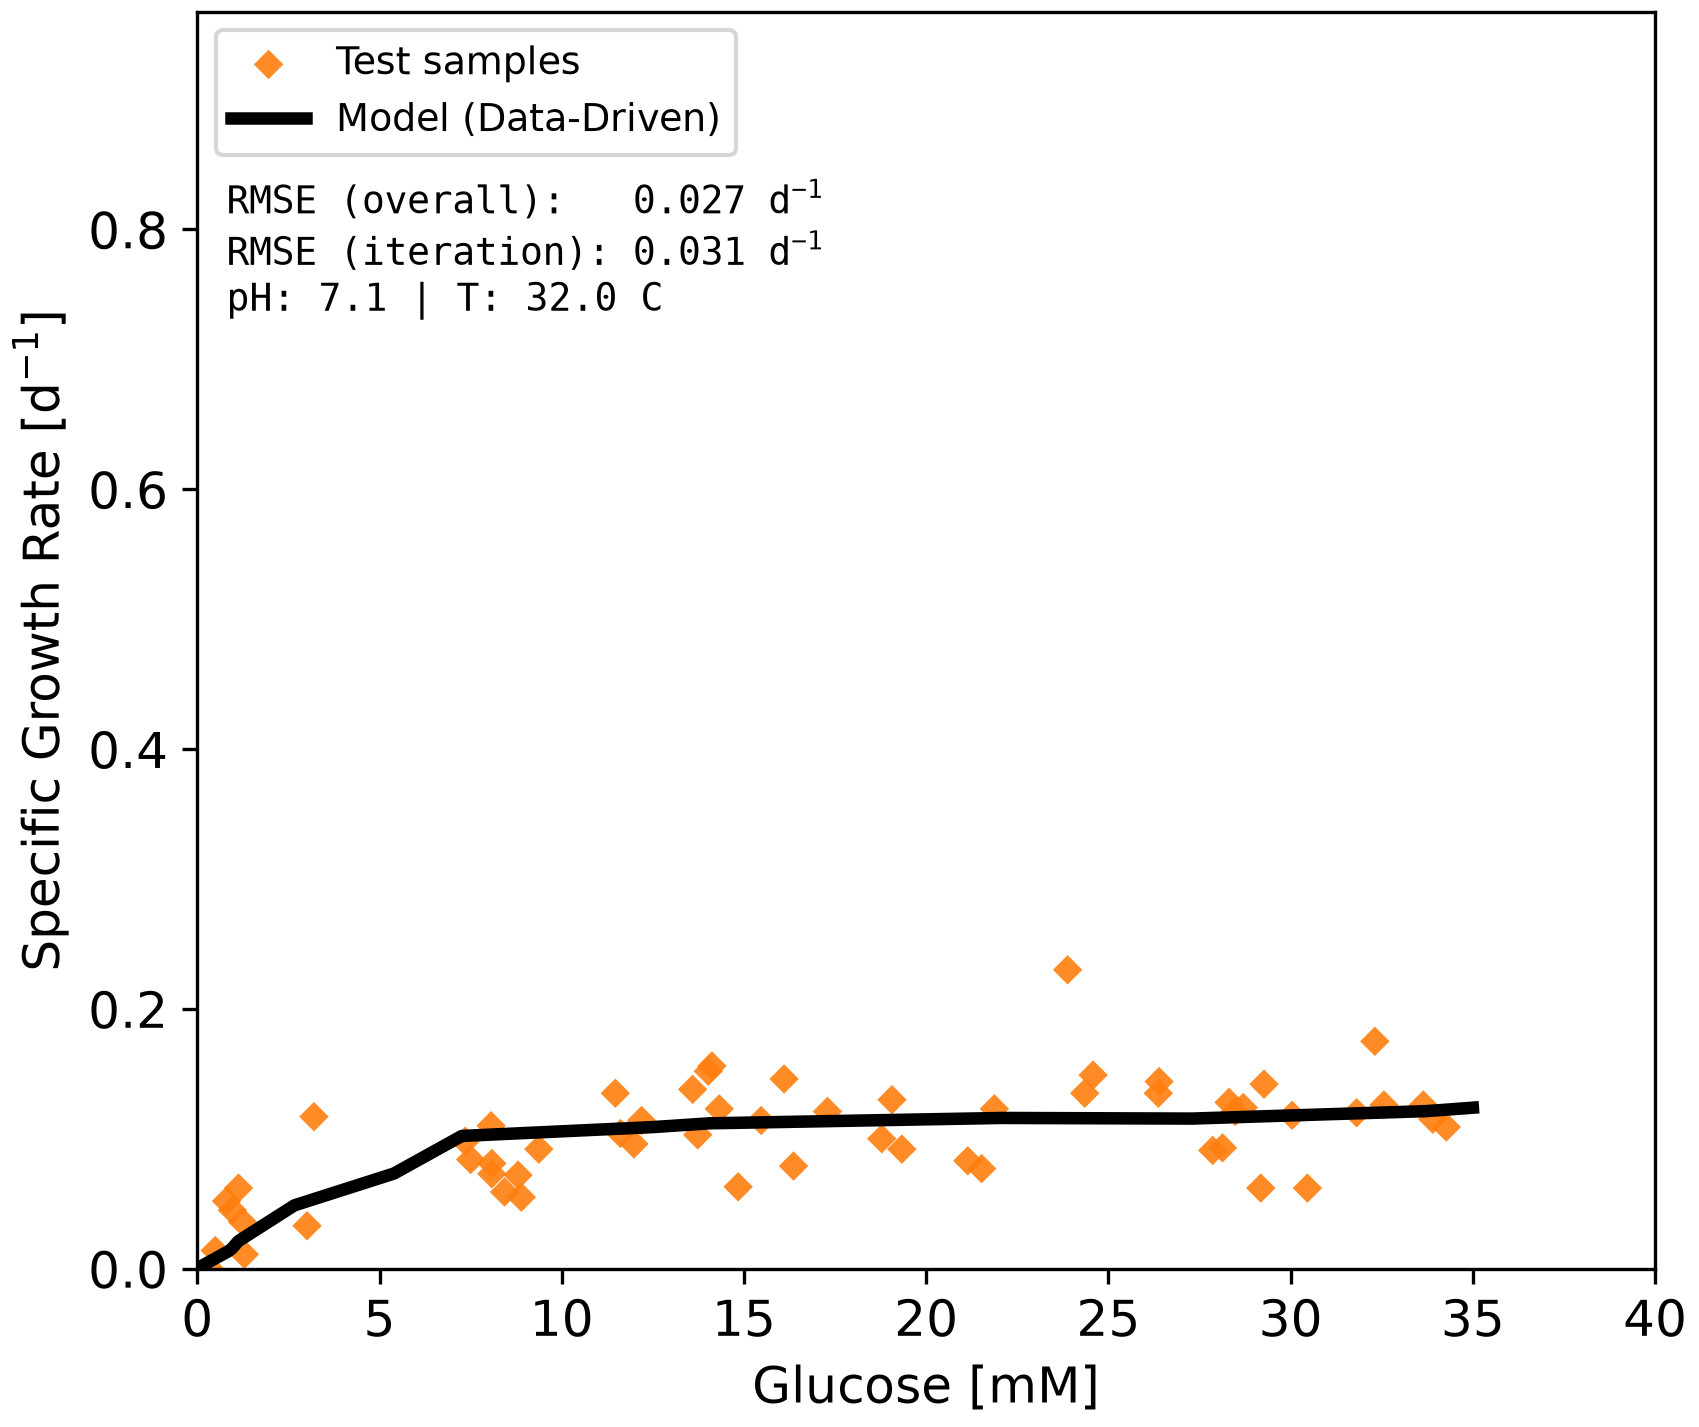 Test samples
Model (Data-Driven)
RMSE (overall): 0.027 d⁻¹
RMSE (iteration): 0.031 d⁻¹
pH: 7.1 | T: 32.0 C
Specific Growth Rate [d⁻¹]
0.8
0.6
0.4
0.2
0.0
0 5 10 15 20 25 30 35 40
Glucose [mM]